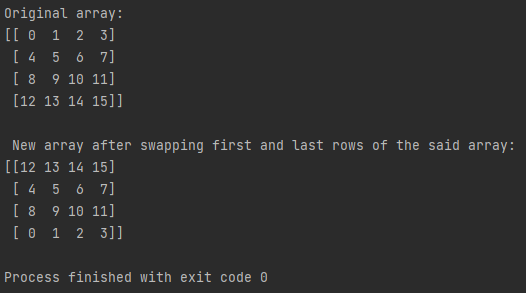 Original array:
[[ 0  1  2  3]
 [ 4  5  6  7]
 [ 8  9 10 11]
 [12 13 14 15]]
 New array after swapping first and last rows of the said array:
[[12 13 14 15]
 [ 4  5  6  7]
 [ 8  9 10 11]
 [ 0  1  2  3]]
Process finished with exit code 0